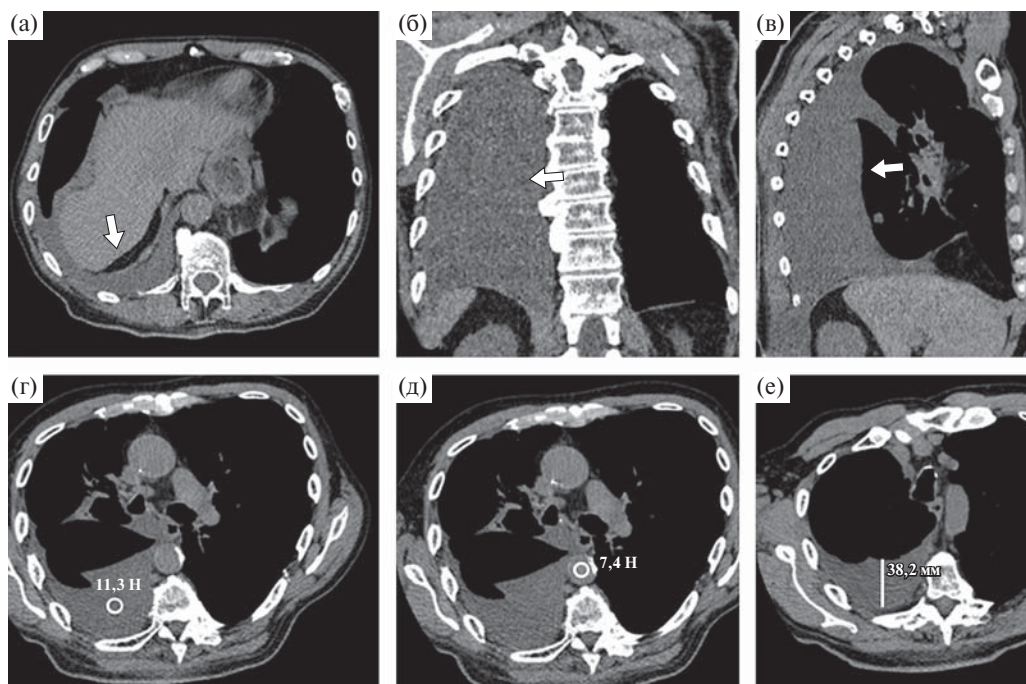 (а)
(б)
(в)
(г)
11,3 Н
(д)
7,4 Н
(е)
38,2 мм